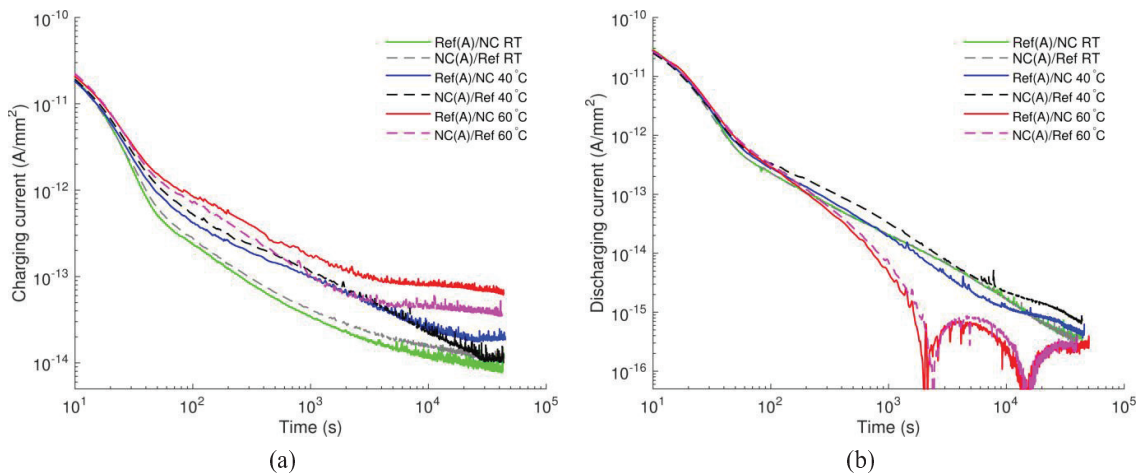 10^-10
10^-11
10^-12
10^-13
10^-14
Charging current (A/mm^2)
10^1
10^2
10^3
10^4
10^5
Time (s)
Ref(A)/NC RT
NC(A)/Ref RT
Ref(A)/NC 40 °C
NC(A)/Ref 40 °C
Ref(A)/NC 60 °C
NC(A)/Ref 60 °C
(a)
10^-10
10^-11
10^-12
10^-13
10^-14
10^-15
10^-16
Discharging current (A/mm^2)
10^1
10^2
10^3
10^4
10^5
Time (s)
Ref(A)/NC RT
NC(A)/Ref RT
Ref(A)/NC 40 °C
NC(A)/Ref 40 °C
Ref(A)/NC 60 °C
NC(A)/Ref 60 °C
(b)